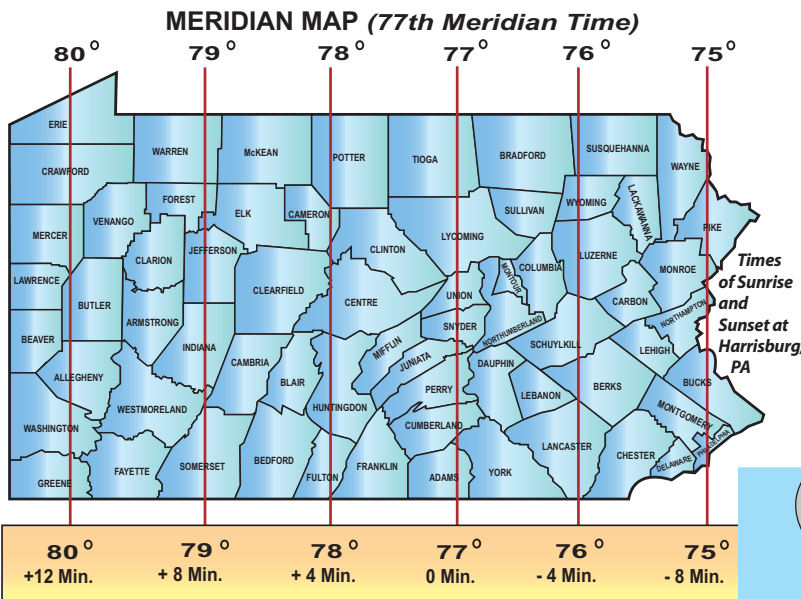 MERIDIAN MAP (77th Meridian Time)
80° 79° 78° 77° 76° 75°
ERIE
WARREN McKEAN POTTER TIOGA BRADFORD SUSQUEHANNA
WAYNE
CRAWFORD
FOREST ELK CAMERON SULLIVAN WYOMING LACKAWANNA
VENANGO
MERCER JEFFERSON CLINTON LYCOMING PIKE
CLARION COLUMBIA LUZERNE MONROE
LAWRENCE CLEARFIELD MONTOUR
BUTLER CENTRE UNION CARBON
ARMSTRONG SNYDER NORTHUMBERLAND NORTHAMPTON
BEAVER INDIANA MIFFLIN SCHUYLKILL LEHIGH
ALLEGHENY CAMBRIA BLAIR JUNIATA DAUPHIN
PERRY BERKS BUCKS
WESTMORELAND HUNTINGDON LEBANON
WASHINGTON CUMBERLAND MONTGOMERY
LANCASTER CHESTER PHILADELPHIA
GREENE FAYETTE SOMERSET BEDFORD FULTON FRANKLIN ADAMS YORK DELAWARE
Times
of Sunrise
and
Sunset at
Harrisburg,
PA
80° 79° 78° 77° 76° 75°
+12 Min. + 8 Min. + 4 Min. 0 Min. - 4 Min. - 8 Min.